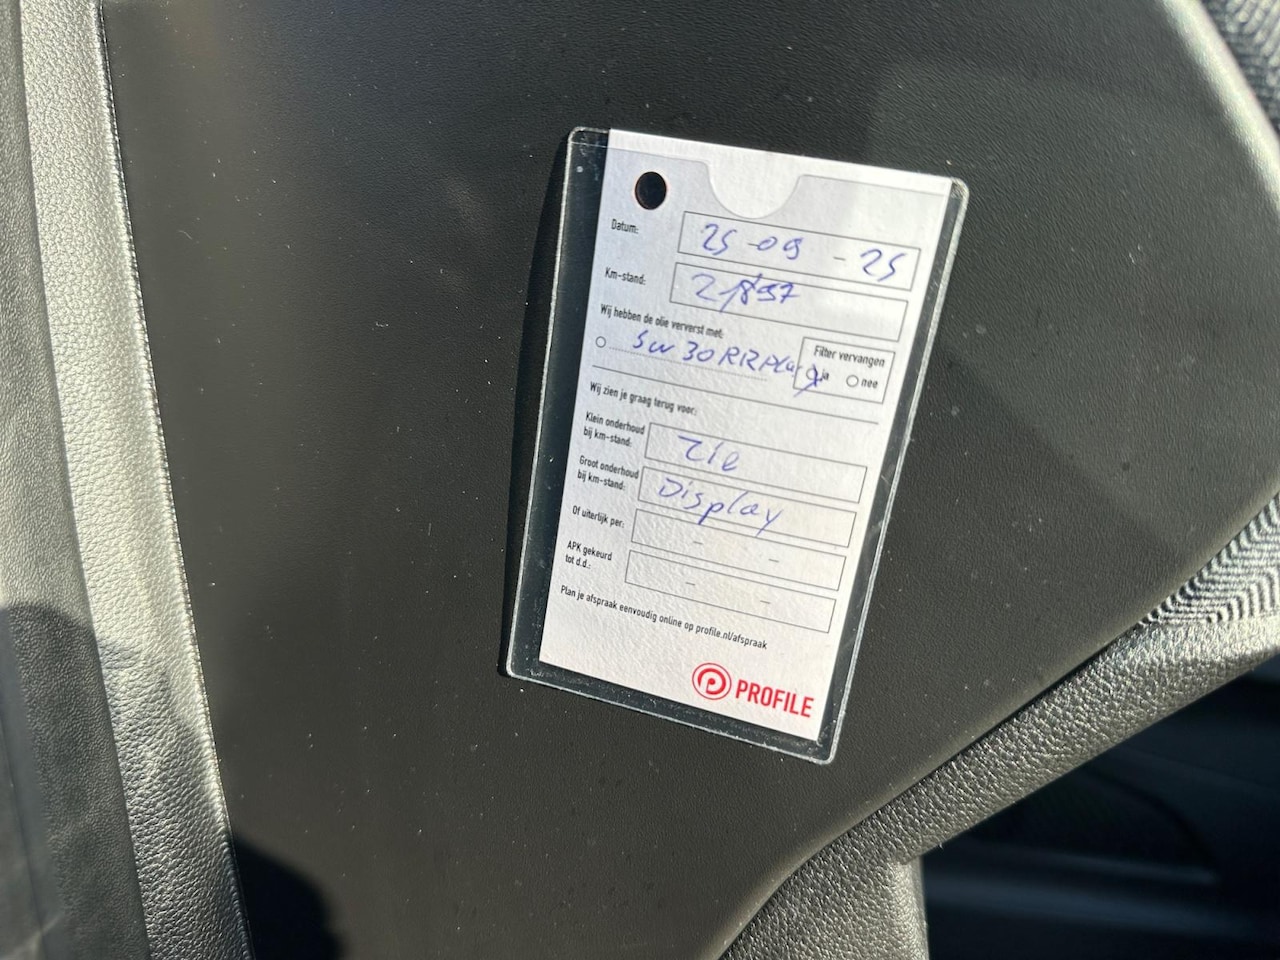 Datum: 25-09-25
Km-stand:
Wij hebben de olie ververst met:
5w30
Filter vervangen
ja nee
Wij zien je graag terug voor:
Klein onderhoud
bij km-stand: Zie
Groot onderhoud
bij km-stand: Display
Of uiterlijk per: - -
APK gekeurd
tot d.d.: - -
Plan je afspraak eenvoudig online op profile.nl/afspraak
PROFILE